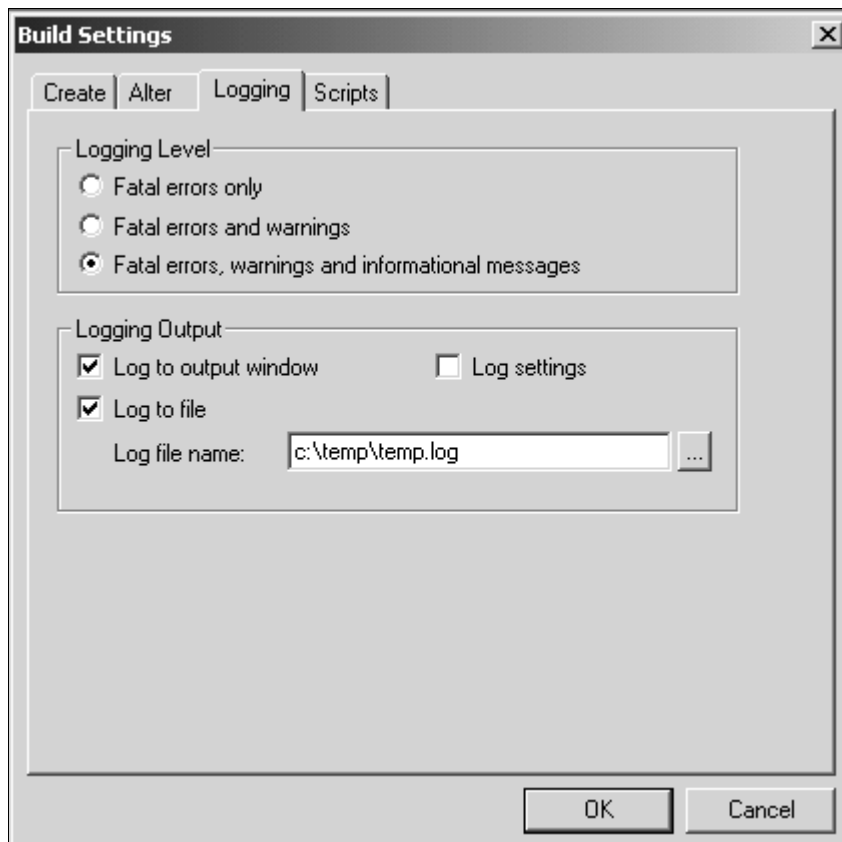 Build Settings
Create Alter Logging Scripts
Logging Level
Fatal errors only
Fatal errors and warnings
Fatal errors, warnings and informational messages
Logging Output
Log to output window Log settings
Log to file
Log file name: c:\temp\temp.log ...
OK Cancel